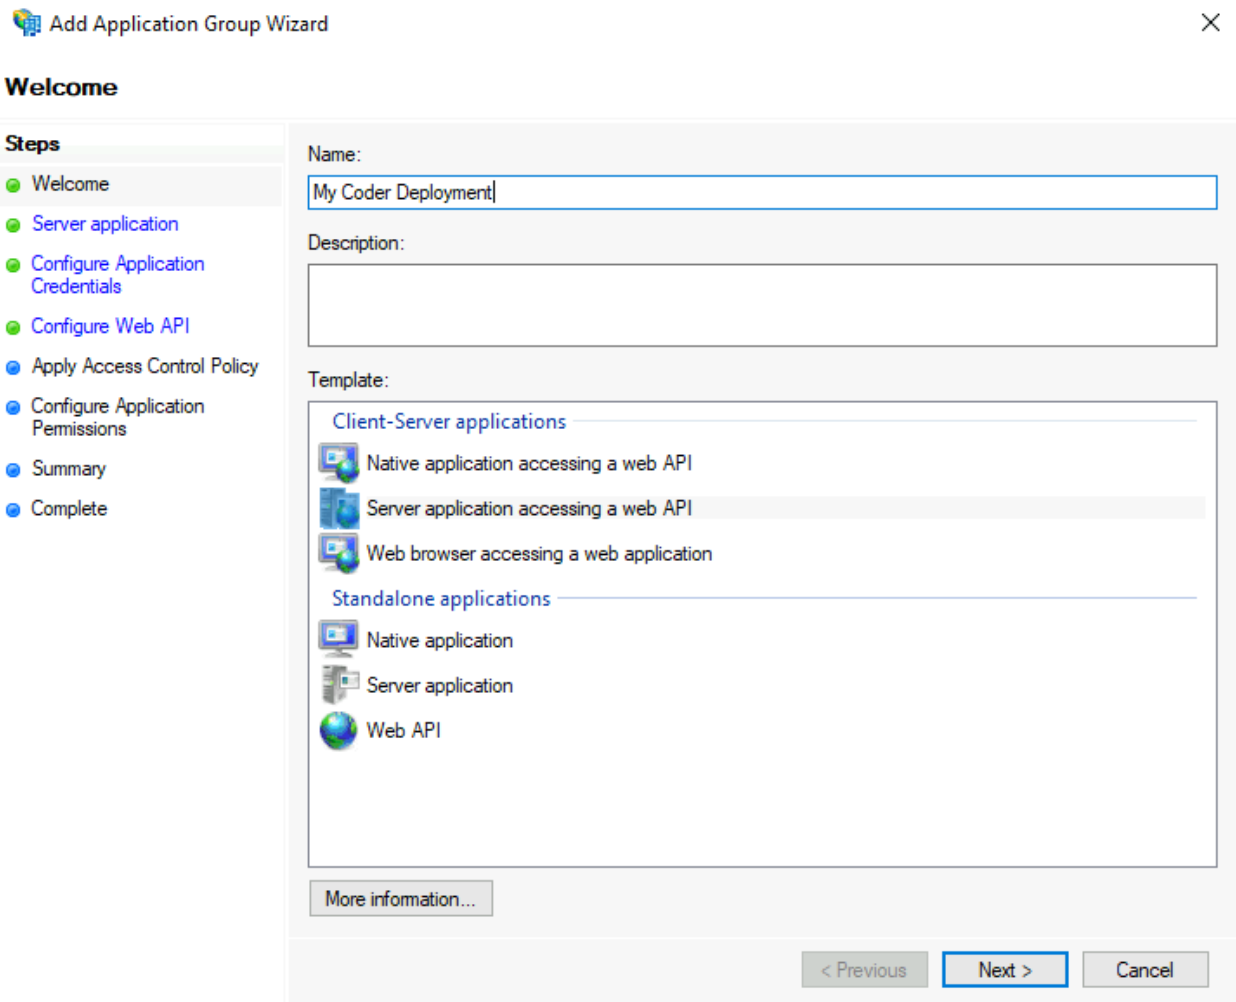 Add Application Group Wizard
Welcome
Steps
Welcome
Server application
Configure Application
Credentials
Configure Web API
Apply Access Control Policy
Configure Application
Permissions
Summary
Complete
Name:
My Coder Deployment
Description:
Template:
Client-Server applications
Native application accessing a web API
Server application accessing a web API
Web browser accessing a web application
Standalone applications
Native application
Server application
Web API
More information...
< Previous
Next >
Cancel